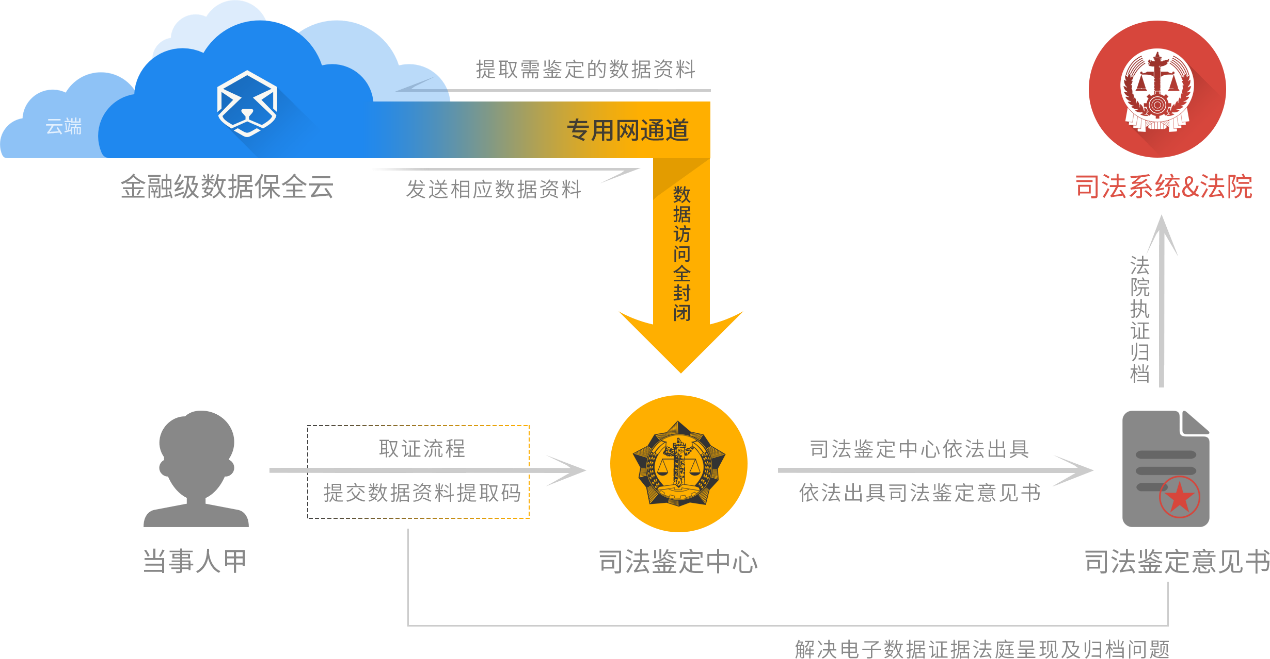 提取需鉴定的数据资料
云端
专用网通道
金融级数据保全云
发送相应数据资料
数据访问全封闭
司法系统&法院
法院执证归档
取证流程
提交数据资料提取码
司法鉴定中心依法出具
依法出具司法鉴定意见书
当事人甲
司法鉴定中心
司法鉴定意见书
解决电子数据证据法庭呈现及归档问题